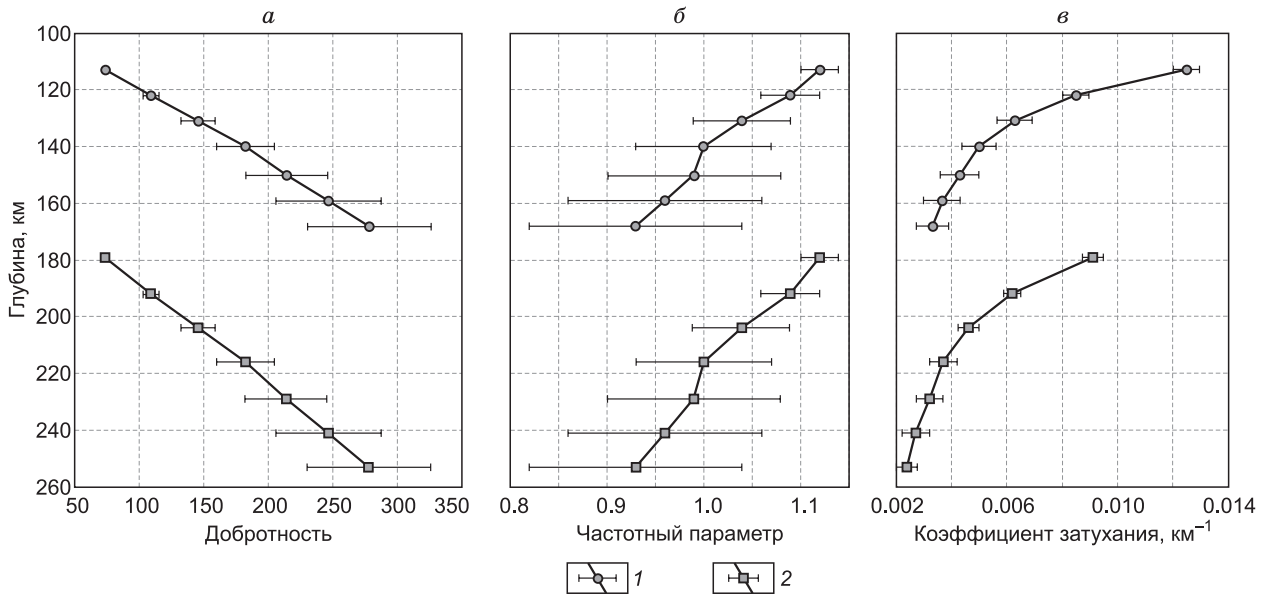 а
б
в
100
120
140
160
180
200
220
240
260
Глубина, км
50 100 150 200 250 300 350
0.8 0.9 1.0 1.1
0.002 0.006 0.010 0.014
Добротность
Частотный параметр
Коэффициент затухания, км⁻¹
1
2